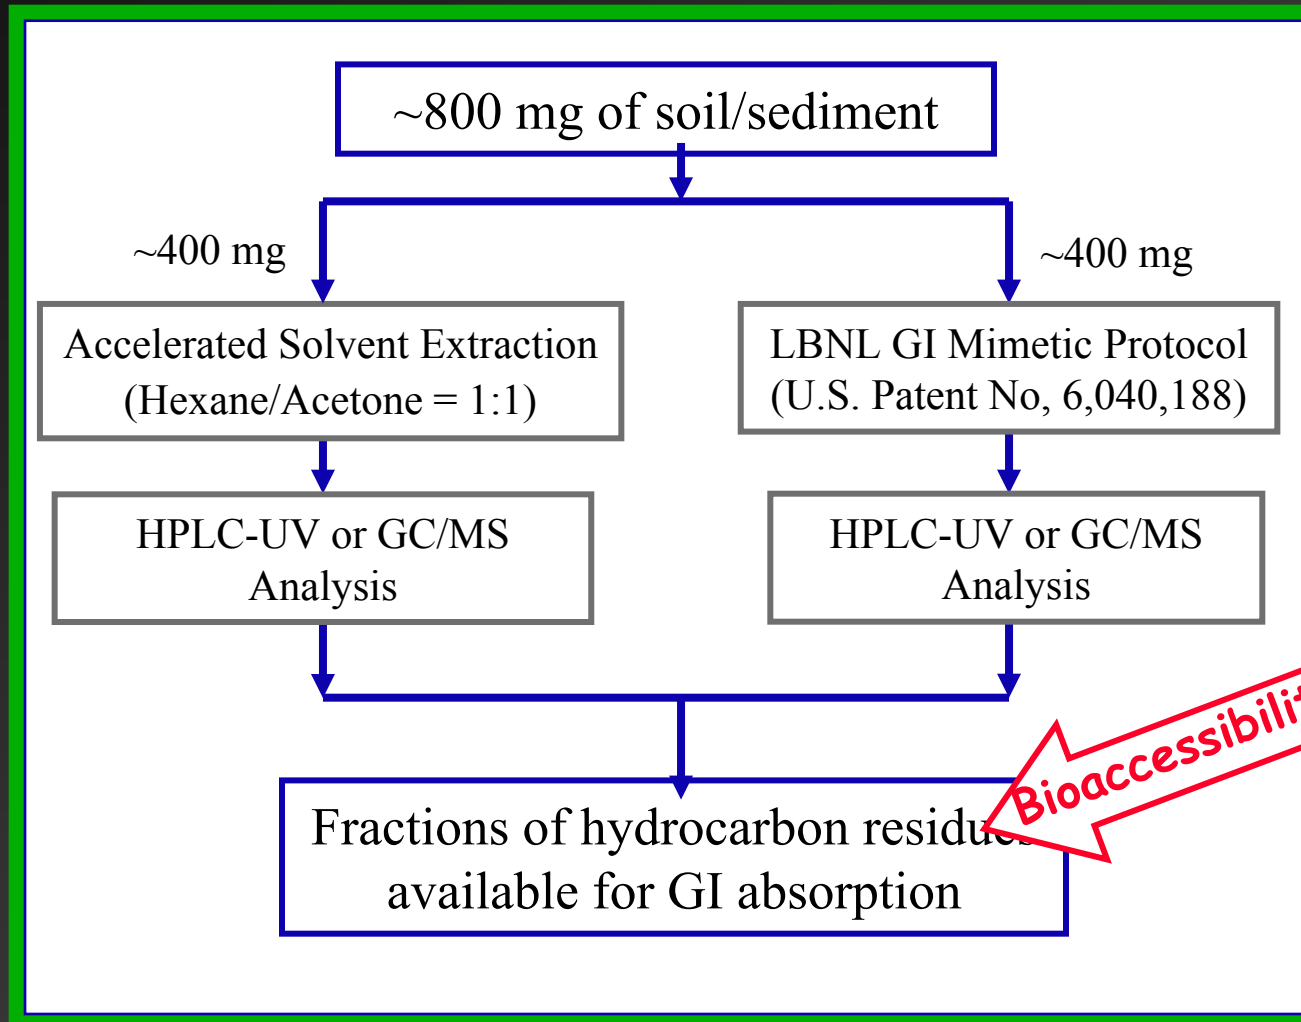 ~800 mg of soil/sediment
~400 mg
~400 mg
Accelerated Solvent Extraction
(Hexane/Acetone = 1:1)
LBNL GI Mimetic Protocol
(U.S. Patent No, 6,040,188)
HPLC-UV or GC/MS
Analysis
HPLC-UV or GC/MS
Analysis
Fractions of hydrocarbon residues
available for GI absorption